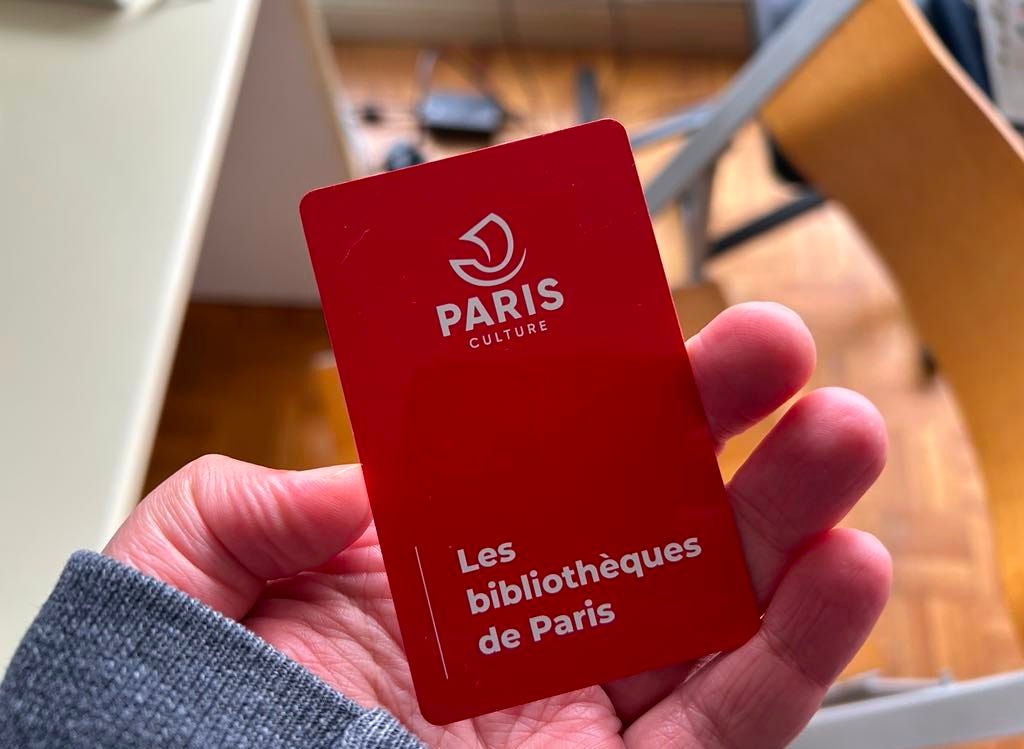 PARIS
CULTURE
Les
bibliothèques
de Paris